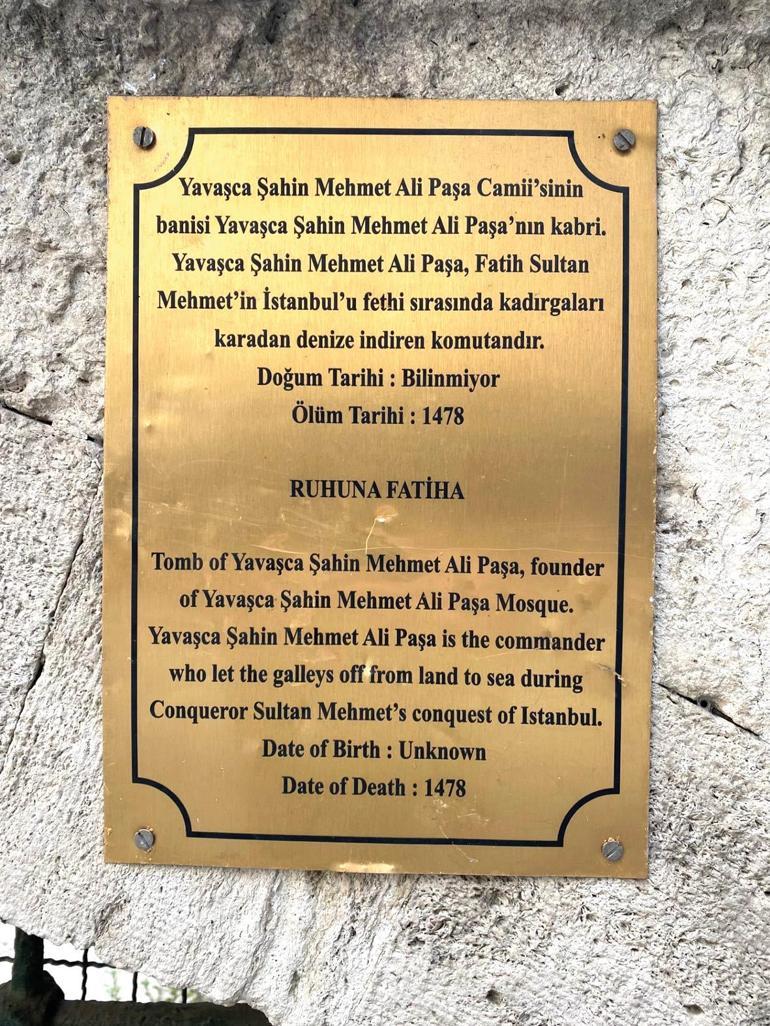 Yavaşca Şahin Mehmet Ali Paşa Camii'sinin
banisi Yavaşca Şahin Mehmet Ali Paşa'nın kabri.
Yavaşca Şahin Mehmet Ali Paşa, Fatih Sultan
Mehmet'in İstanbul'u fethi sırasında kadırgaları
karadan denize indiren komutandır.
Doğum Tarihi : Bilinmiyor
Ölüm Tarihi : 1478
RUHUNA FATİHA
Tomb of Yavaşca Şahin Mehmet Ali Paşa, founder
of Yavaşca Şahin Mehmet Ali Paşa Mosque.
Yavaşca Şahin Mehmet Ali Paşa is the commander
who let the galleys off from land to sea during
Conqueror Sultan Mehmet's conquest of Istanbul.
Date of Birth : Unknown
Date of Death : 1478